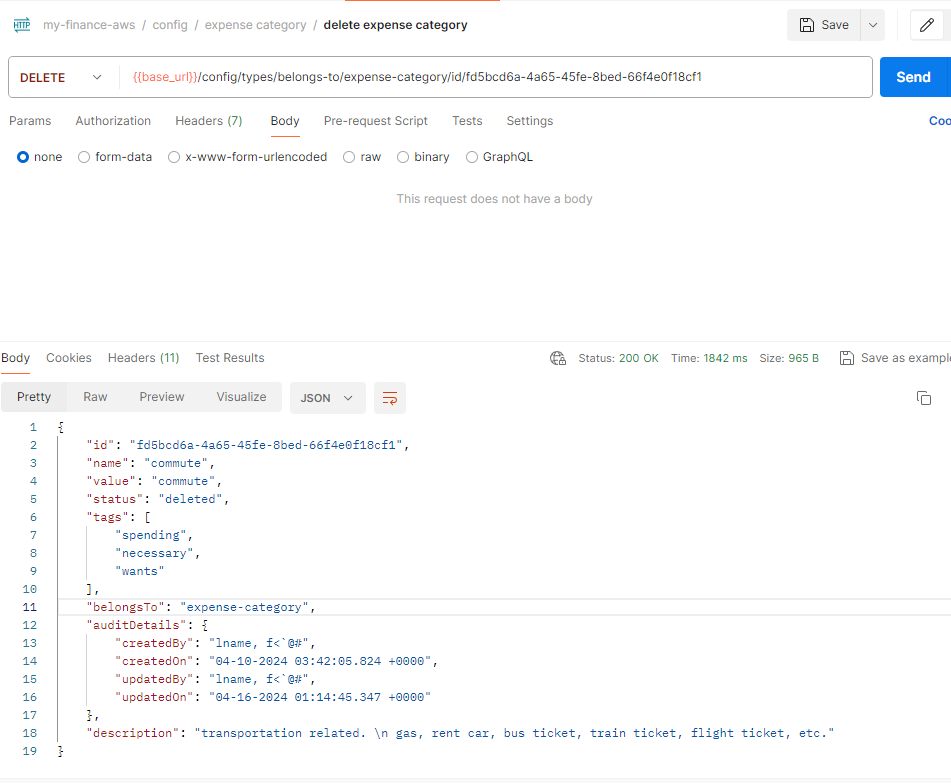 HTTP my-finance-aws / config / expense category / delete expense category Save
DELETE {{base_url}}/config/types/belongs-to/expense-category/id/fd5bcd6a-4a65-45fe-8bed-66f4e0f18cf1 Send
Params Authorization Headers (7) Body Pre-request Script Tests Settings Coo
none form-data x-www-form-urlencoded raw binary GraphQL
This request does not have a body
Body Cookies Headers (11) Test Results Status: 200 OK Time: 1842 ms Size: 965 B Save as example
Pretty Raw Preview Visualize JSON
1 {
2 "id": "fd5bcd6a-4a65-45fe-8bed-66f4e0f18cf1",
3 "name": "commute",
4 "value": "commute",
5 "status": "deleted",
6 "tags": [
7 "spending",
8 "necessary",
9 "wants"
10 ],
11 "belongsTo": "expense-category",
12 "auditDetails": {
13 "createdBy": "lname, f<`@#",
14 "createdOn": "04-10-2024 03:42:05.824 +0000",
15 "updatedBy": "lname, f<`@#",
16 "updatedOn": "04-16-2024 01:14:45.347 +0000"
17 },
18 "description": "transportation related. \n gas, rent car, bus ticket, train ticket, flight ticket, etc."
19 }